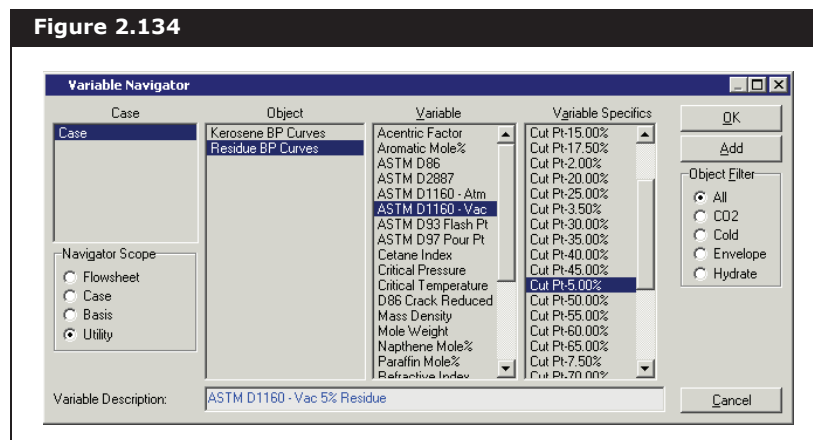 Figure 2.134
Variable Navigator
Case
Case
Navigator Scope
Flowsheet
Case
Basis
Utility
Object
Kerosene BP Curves
Residue BP Curves
Variable
Acentric Factor
Aromatic Mole%
ASTM D86
ASTM D2887
ASTM D1160 - Atm
ASTM D1160 - Vac
ASTM D93 Flash Pt
ASTM D97 Pour Pt
Cetane Index
Critical Pressure
Critical Temperature
D86 Crack Reduced
Mass Density
Mole Weight
Napthene Mole%
Paraffin Mole%
Refractive Index
Variable Specifics
Cut Pt-15.00%
Cut Pt-17.50%
Cut Pt-2.00%
Cut Pt-20.00%
Cut Pt-25.00%
Cut Pt-3.50%
Cut Pt-30.00%
Cut Pt-35.00%
Cut Pt-40.00%
Cut Pt-45.00%
Cut Pt-5.00%
Cut Pt-50.00%
Cut Pt-55.00%
Cut Pt-60.00%
Cut Pt-65.00%
Cut Pt-7.50%
Cut Pt-70.00%
OK
Add
Object Filter
All
CO2
Cold
Envelope
Hydrate
Variable Description:
ASTM D1160 - Vac 5% Residue
Cancel